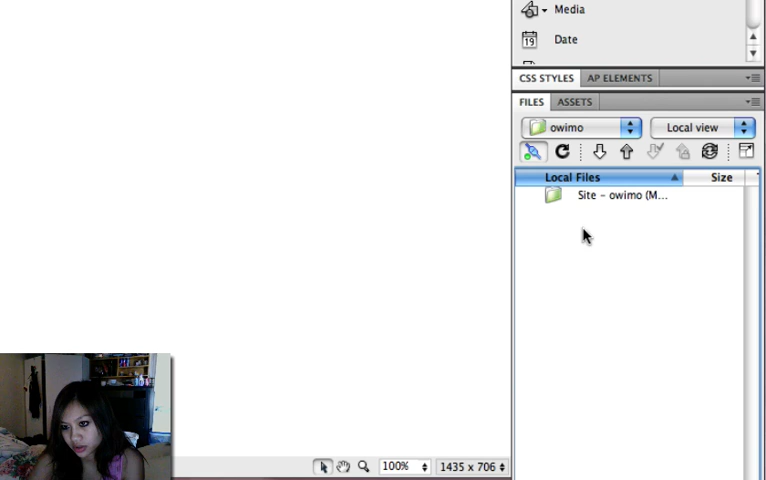 Media
19 Date
CSS STYLES AP ELEMENTS
FILES ASSETS
owimo Local view
Local Files Size
Site - owimo (M...
100% 1435 x 706